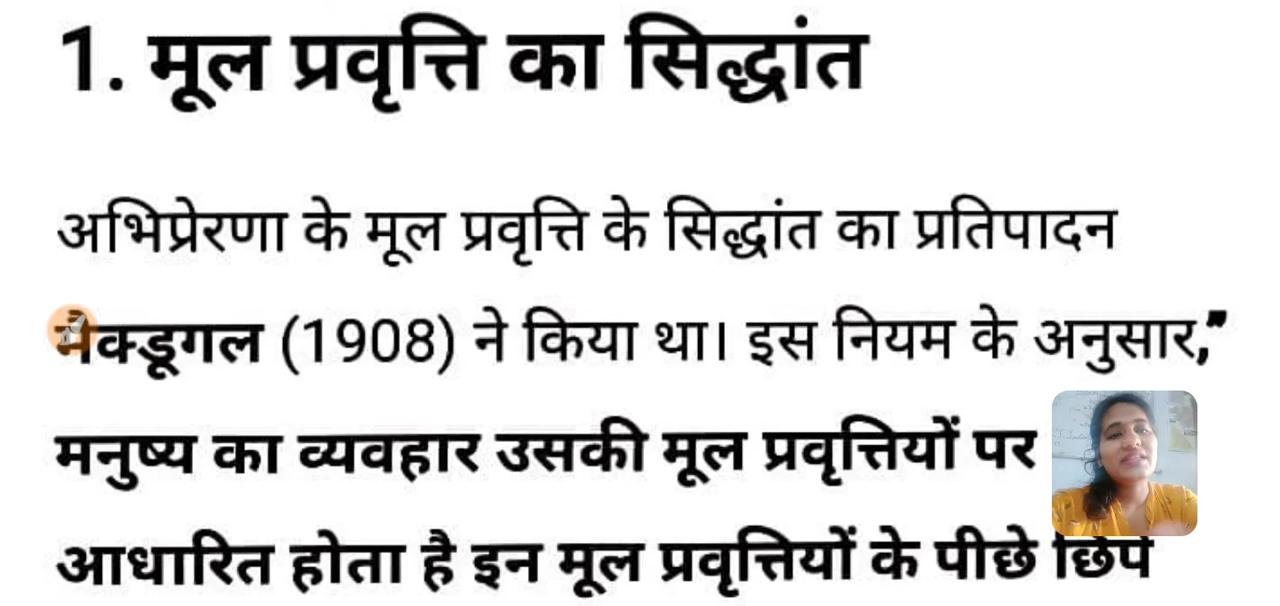 1. मूल प्रवृत्ति का सिद्धांत
अभिप्रेरणा के मूल प्रवृत्ति के सिद्धांत का प्रतिपादन
मैक्डूगल (1908) ने किया था। इस नियम के अनुसार,”
मनुष्य का व्यवहार उसकी मूल प्रवृत्तियों पर
आधारित होता है इन मूल प्रवृत्तियों के पीछे छिपे